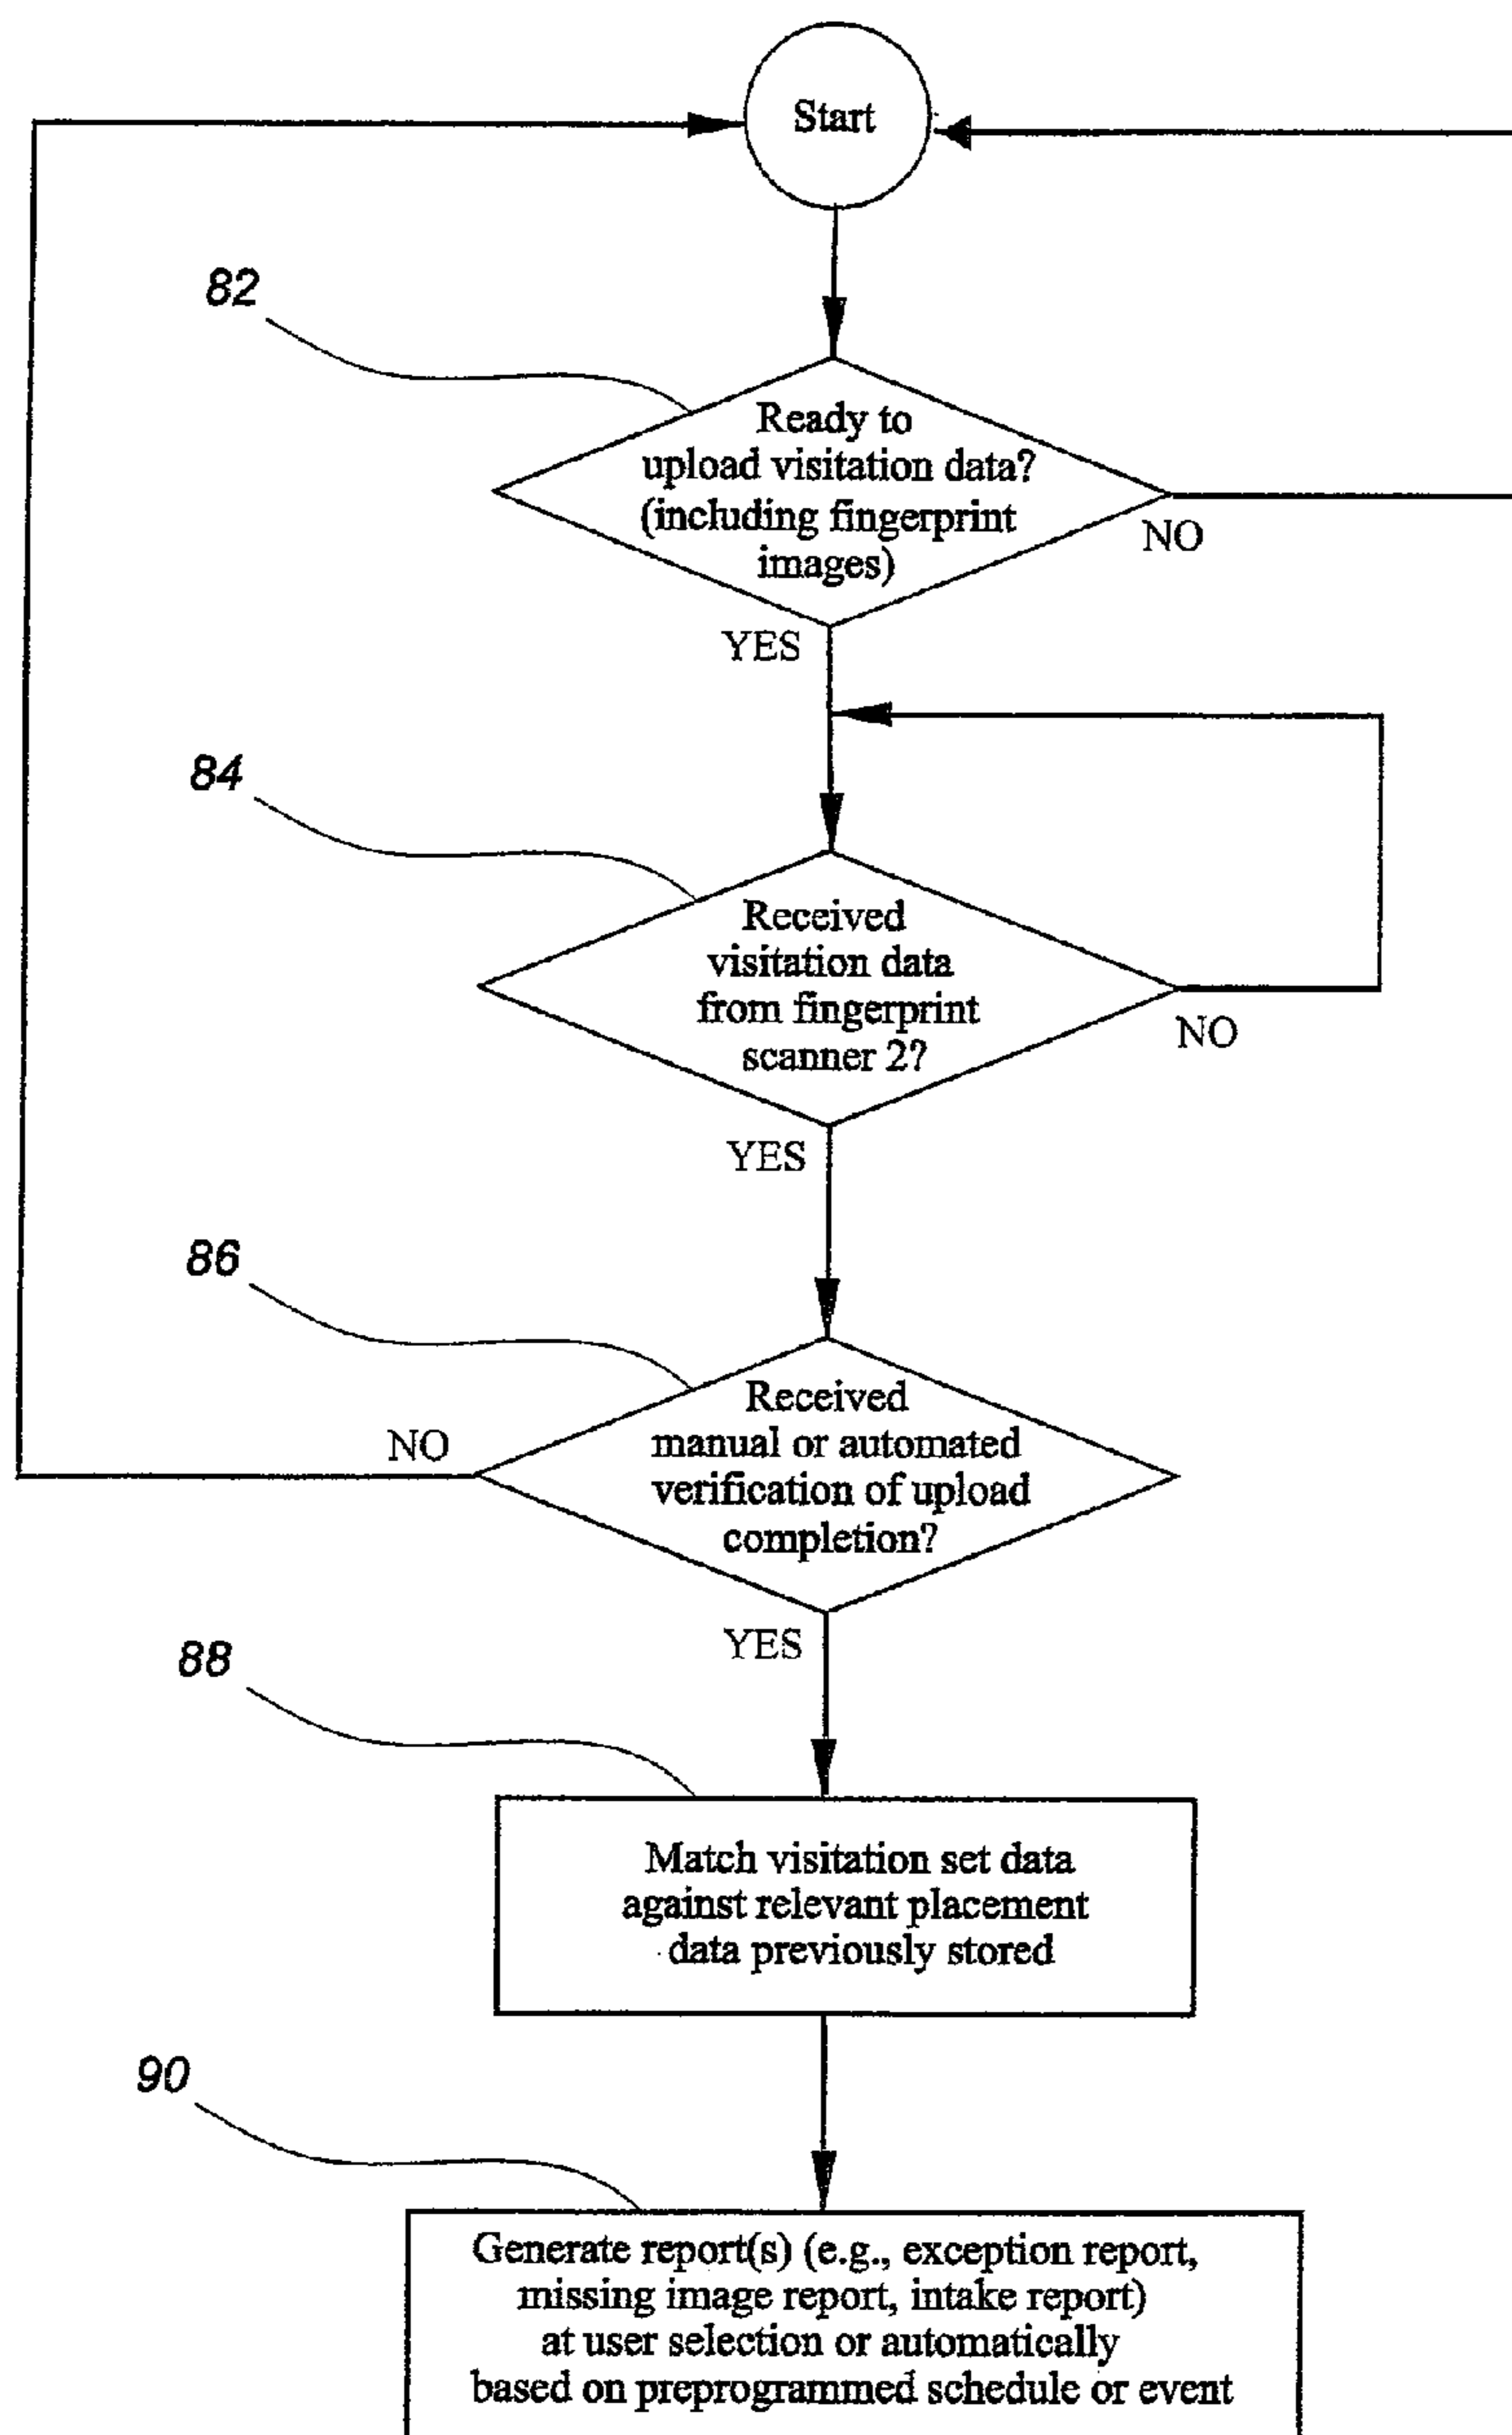 Start
82
Ready to
upload visitation data?
(including fingerprint
images)
NO
YES
84
Received
visitation data
from fingerprint
scanner 2?
NO
YES
86
Received
manual or automated
verification of upload
completion?
NO
YES
88
Match visitation set data
against relevant placement
data previously stored
90
Generate report(s) (e.g., exception report,
missing image report, intake report)
at user selection or automatically
based on preprogrammed schedule or event